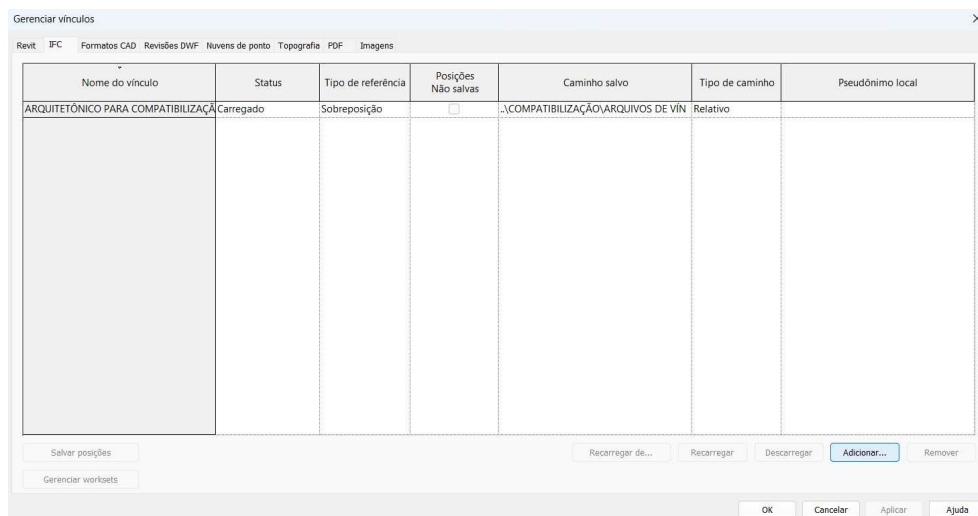 Gerenciar vínculos
Revit IFC Formatos CAD Revisões DWF Nuvens de ponto Topografia PDF Imagens
Nome do vínculo Status Tipo de referência Posições Não salvas Caminho salvo Tipo de caminho Pseudônimo local
ARQUITETÔNICO PARA COMPATIBILIZAÇÃ Carregado Sobreposição ..\COMPATIBILIZAÇÃO\ARQUIVOS DE VÍN Relativo
Salvar posições Recarregar de... Recarregar Descarregar Adicionar... Remover
Gerenciar worksets
OK Cancelar Aplicar Ajuda